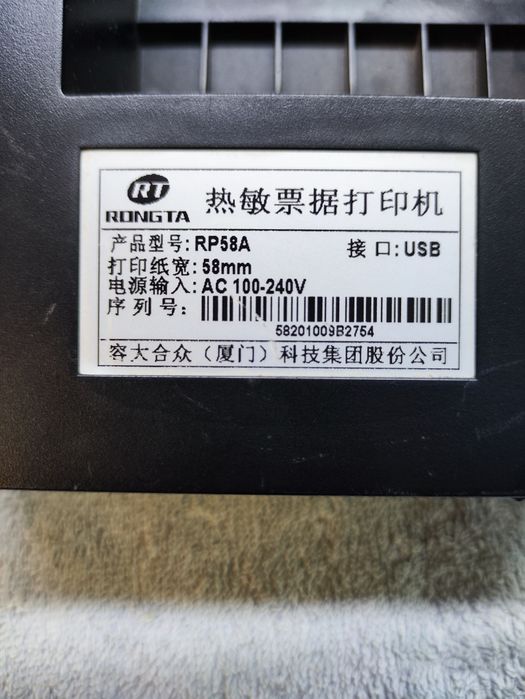 RT
RONGTA
热敏票据打印机
产品型号: RP58A 接口: USB
打印纸宽: 58mm
电源输入: AC 100-240V
序列号:
58201009B2754
容大合众（厦门）科技集团股份公司